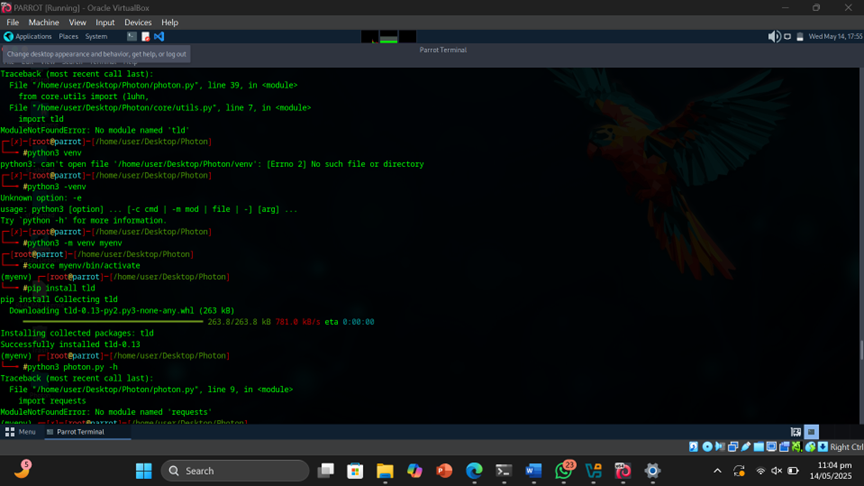 PARROT [Running] - Oracle VirtualBox
File Machine View Input Devices Help
Applications Places System
Wed May 14, 17:55
Change desktop appearance and behavior, get help, or log out
Parrot Terminal
Traceback (most recent call last):
File "/home/user/Desktop/Photon/photon.py", line 39, in <module>
from core.utils import (luhn,
File "/home/user/Desktop/Photon/core/utils.py", line 7, in <module>
import tld
ModuleNotFoundError: No module named 'tld'
┌─[✗]─[root@parrot]─[/home/user/Desktop/Photon]
└──╼ #python3 venv
python3: can't open file '/home/user/Desktop/Photon/venv': [Errno 2] No such file or directory
┌─[✗]─[root@parrot]─[/home/user/Desktop/Photon]
└──╼ #python3 -venv
Unknown option: -e
usage: python3 [option] ... [-c cmd | -m mod | file | -] [arg] ...
Try `python -h' for more information.
┌─[✗]─[root@parrot]─[/home/user/Desktop/Photon]
└──╼ #python3 -m venv myenv
┌─[root@parrot]─[/home/user/Desktop/Photon]
└──╼ #source myenv/bin/activate
(myenv) ┌─[root@parrot]─[/home/user/Desktop/Photon]
└──╼ #pip install tld
pip install Collecting tld
Downloading tld-0.13-py2.py3-none-any.whl (263 kB)
263.8/263.8 kB 781.0 kB/s eta 0:00:00
Installing collected packages: tld
Successfully installed tld-0.13
(myenv) ┌─[root@parrot]─[/home/user/Desktop/Photon]
└──╼ #python3 photon.py -h
Traceback (most recent call last):
File "/home/user/Desktop/Photon/photon.py", line 9, in <module>
import requests
ModuleNotFoundError: No module named 'requests'
(myenv) ┌─[✗]─[root@parrot]─[/home/user/Desktop/Photon]
Menu Parrot Terminal
Right Ctrl
5
Search
23
11:04 pm
14/05/2025